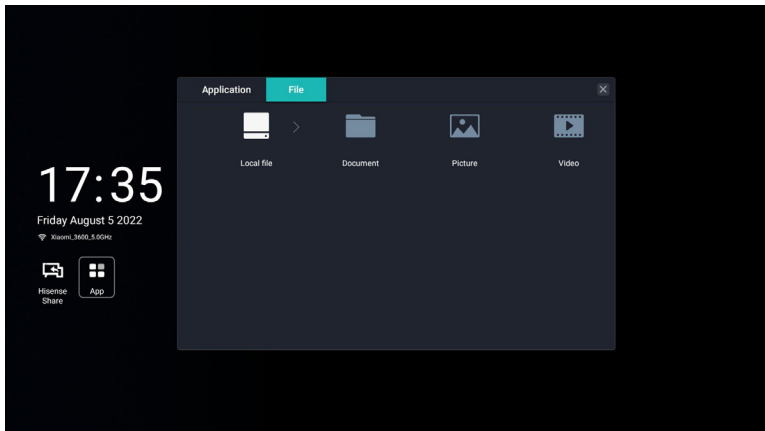 Application
File
Local file
Document
Picture
Video
17:35
Friday August 5 2022
Xiaomi_3600_5.0GHz
Hisense
Share
App